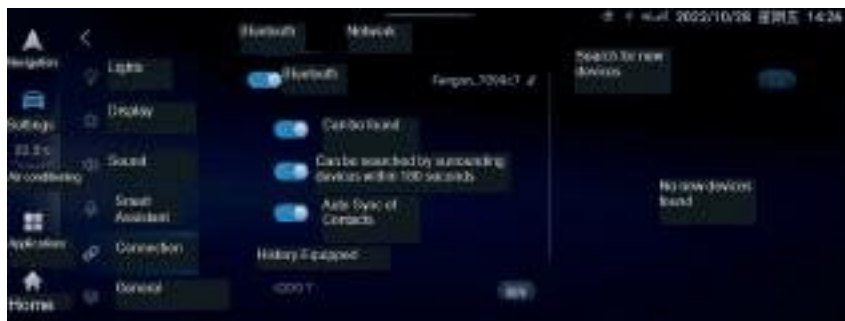 2022/10/28 星期五 14:26
Bluetooth
Network
Navigation
Settings
Air conditioning
Application
Home
Lights
Display
Sound
Smart
Assistant
Connection
General
Bluetooth
Can be found
Can be searched by surrounding
devices within 180 seconds
Auto Sync of
Contacts
History Equipped
Search for new
devices
No new devices
found